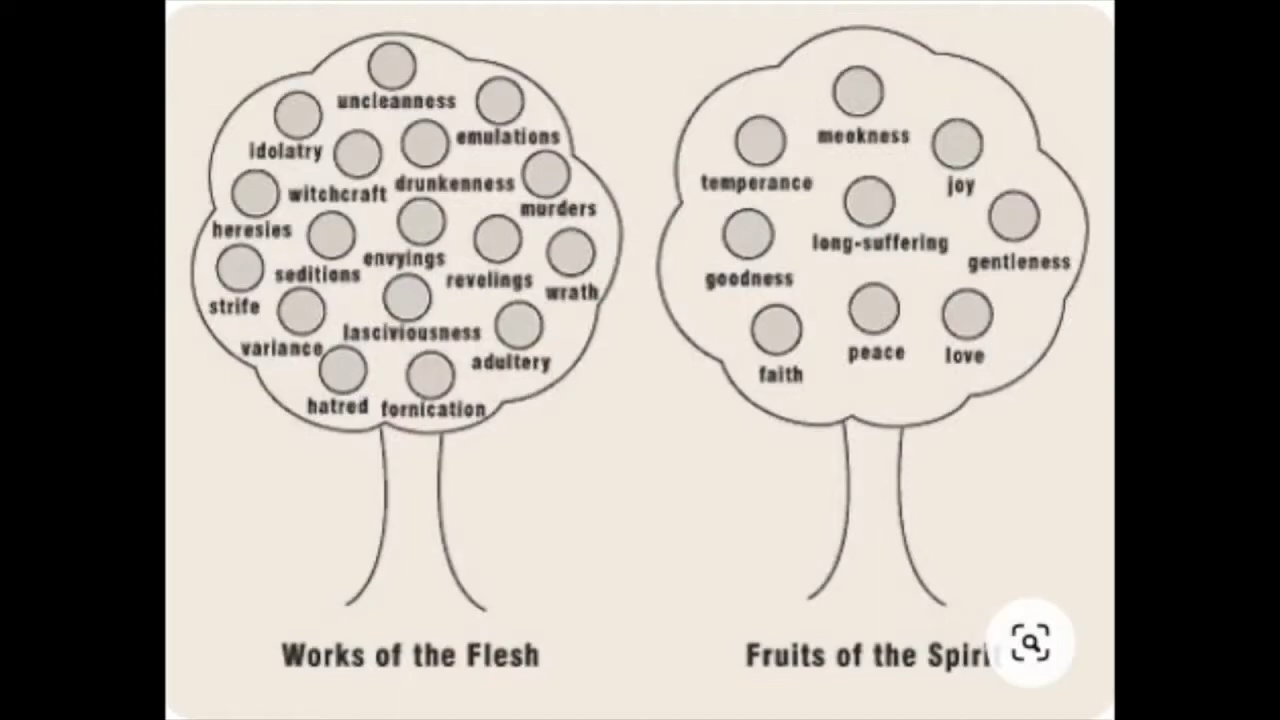 uncleanness
emulations
idolatry
drunkenness
witchcraft
murders
heresies
envyings
seditions
revelings
wrath
strife
lasciviousness
variance
adultery
hatred
fornication
Works of the Flesh
meekness
temperance
joy
long-suffering
gentleness
goodness
peace
love
faith
Fruits of the Spirit